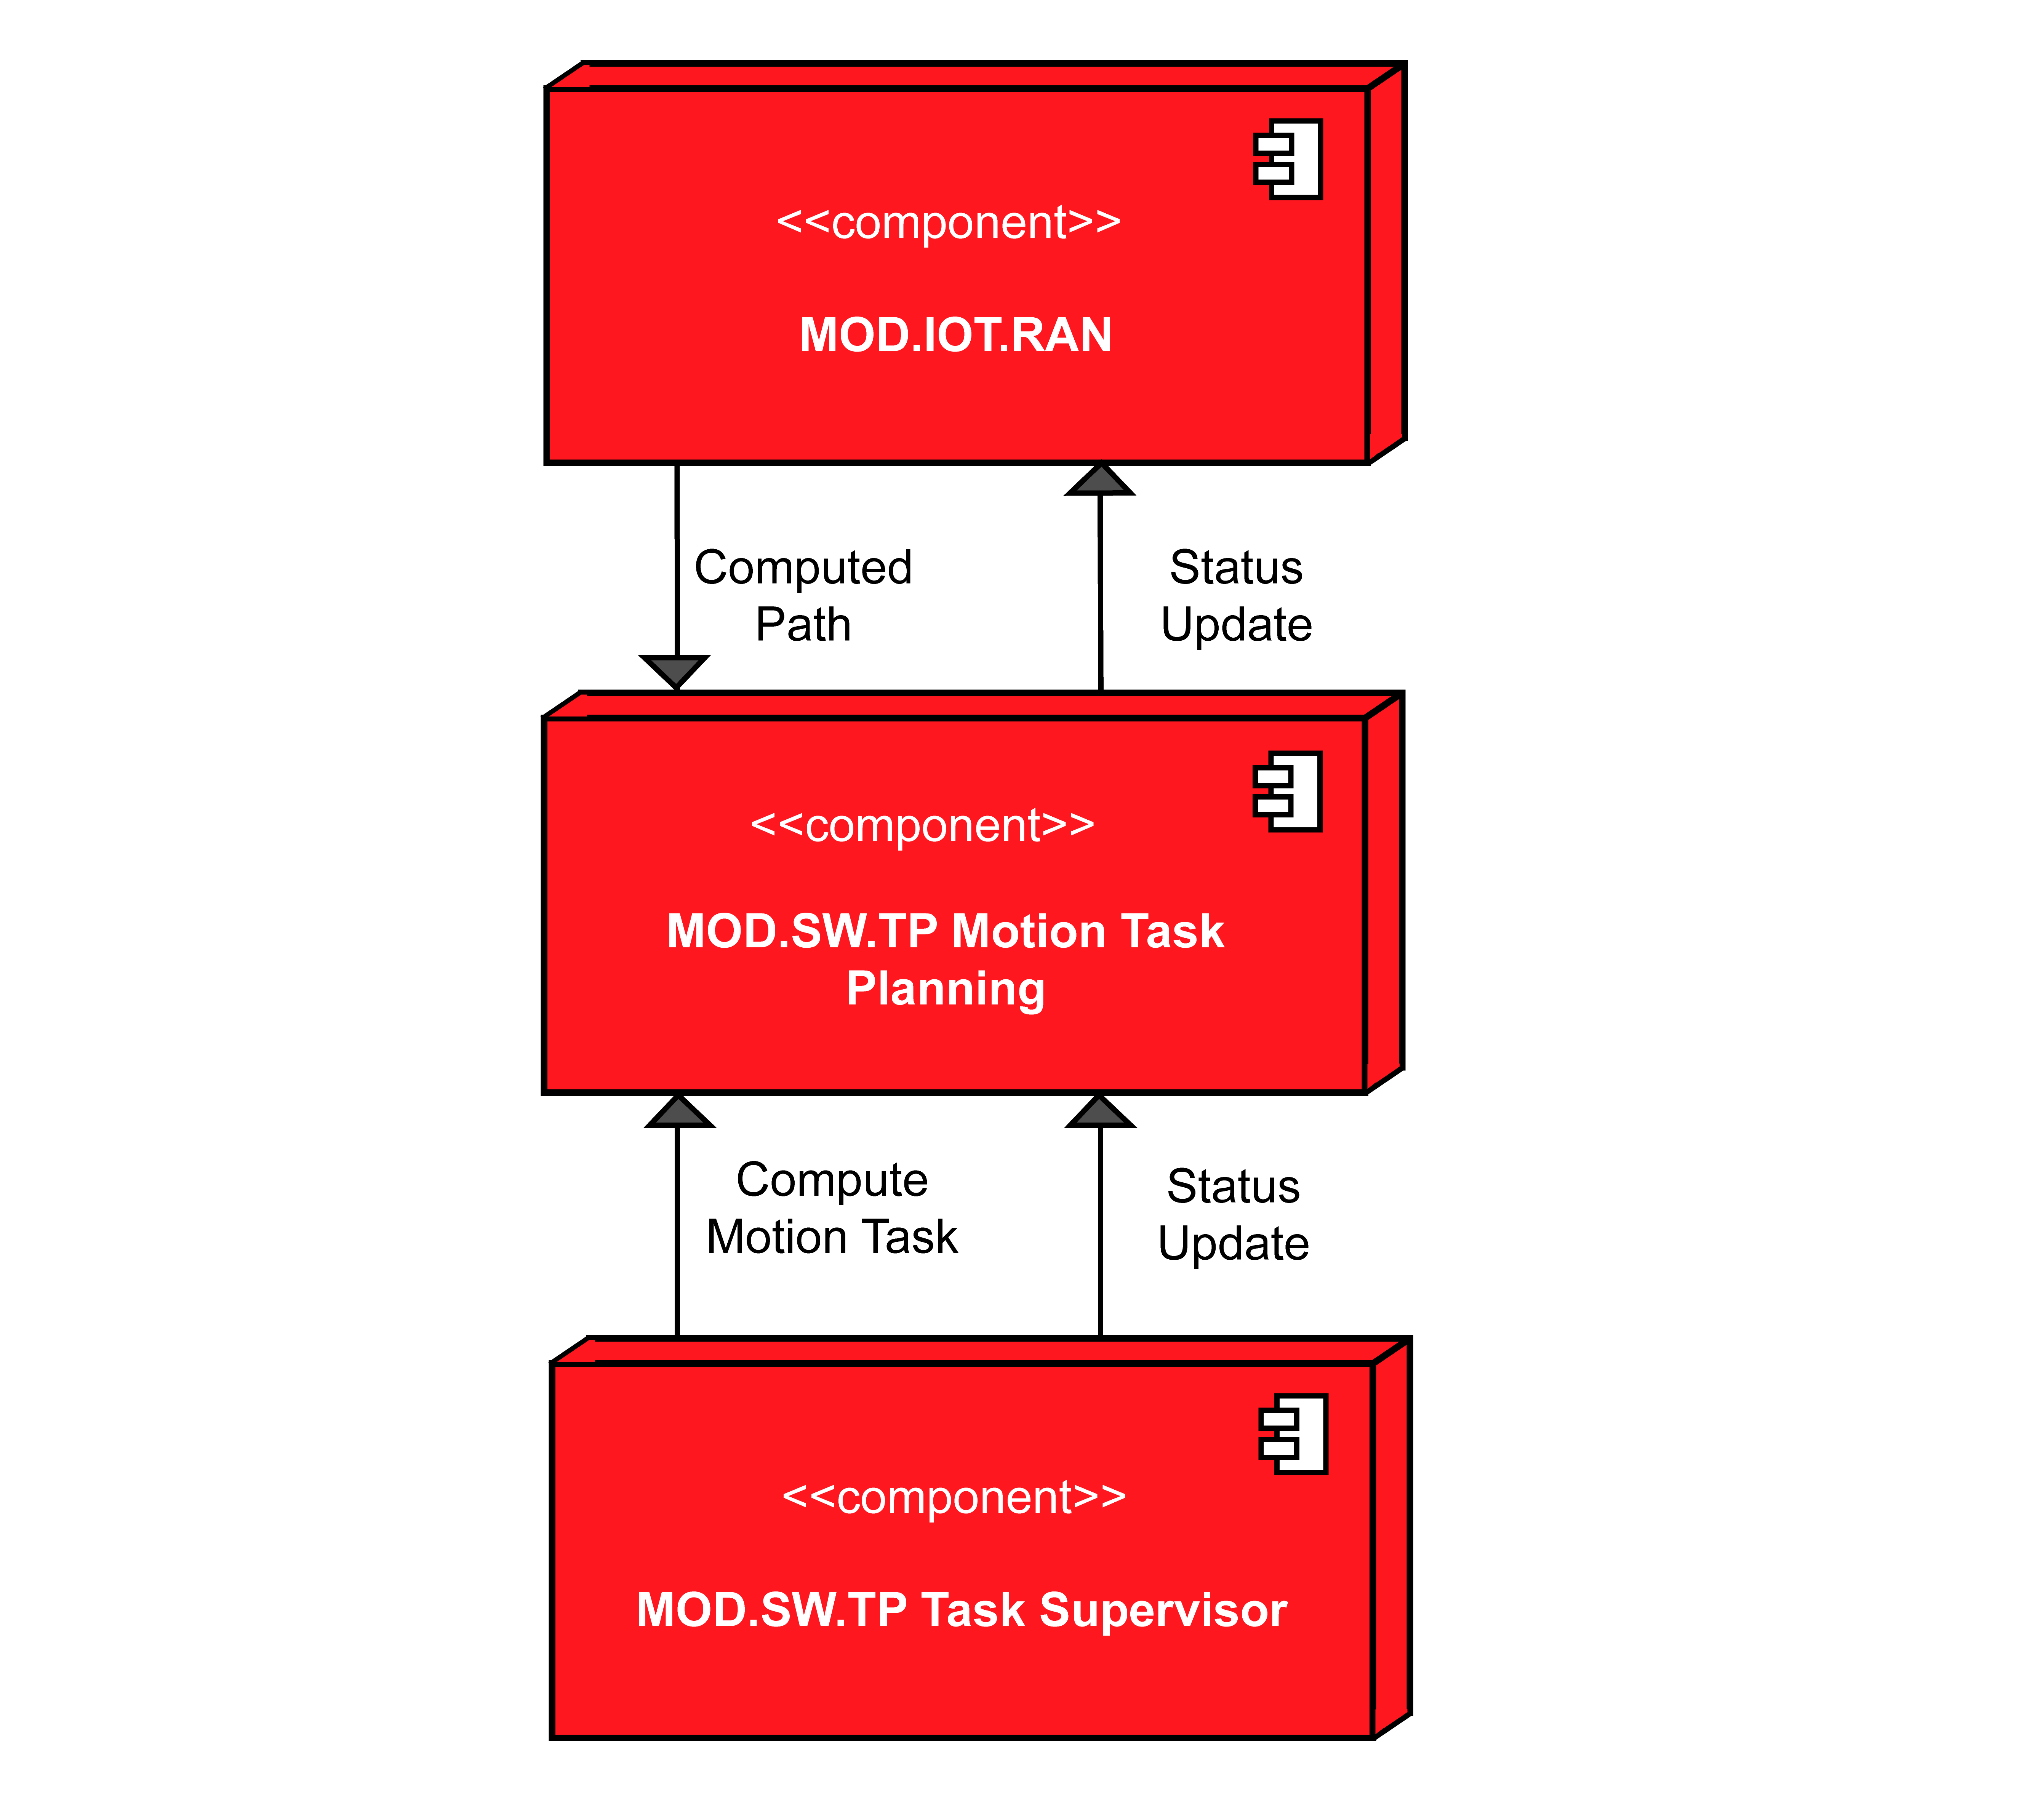 <<component>>
MOD.IOT.RAN
Computed
Path
Status
Update
<<component>>
MOD.SW.TP Motion Task
Planning
Compute
Motion Task
Status
Update
<<component>>
MOD.SW.TP Task Supervisor